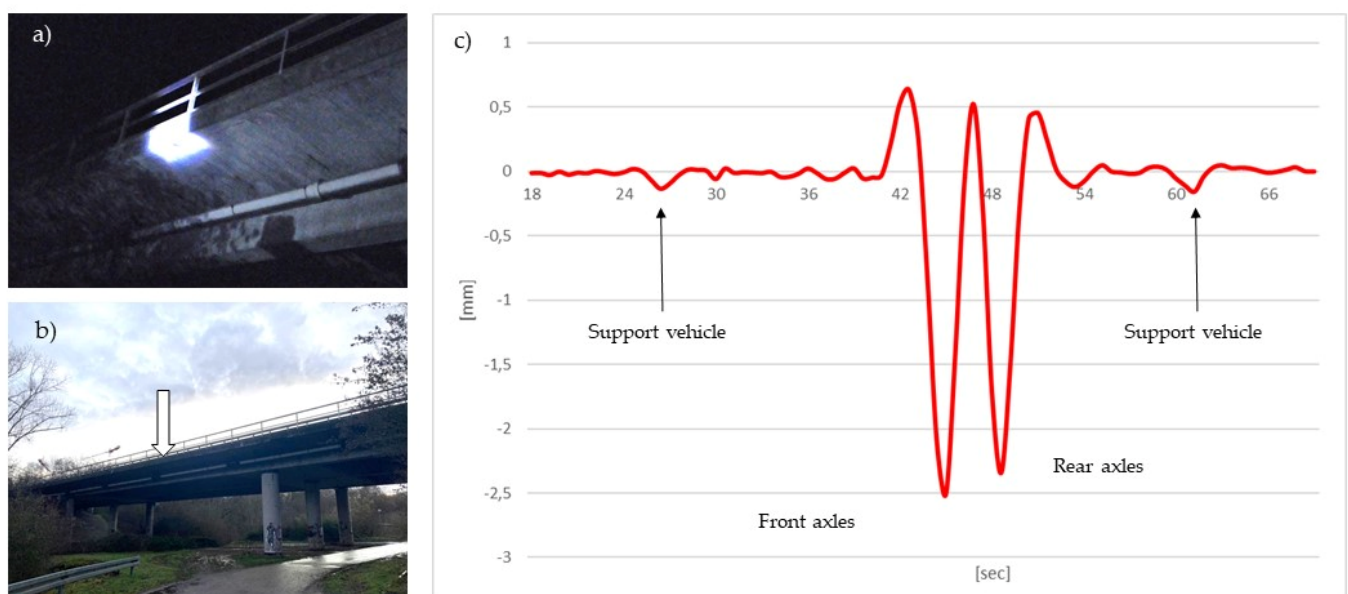 a)
b)
c)
1
0,5
0
-0,5
-1
-1,5
-2
-2,5
-3
[mm]
18 24 30 36 42 48 54 60 66
Support vehicle
Support vehicle
Rear axles
Front axles
[sec]